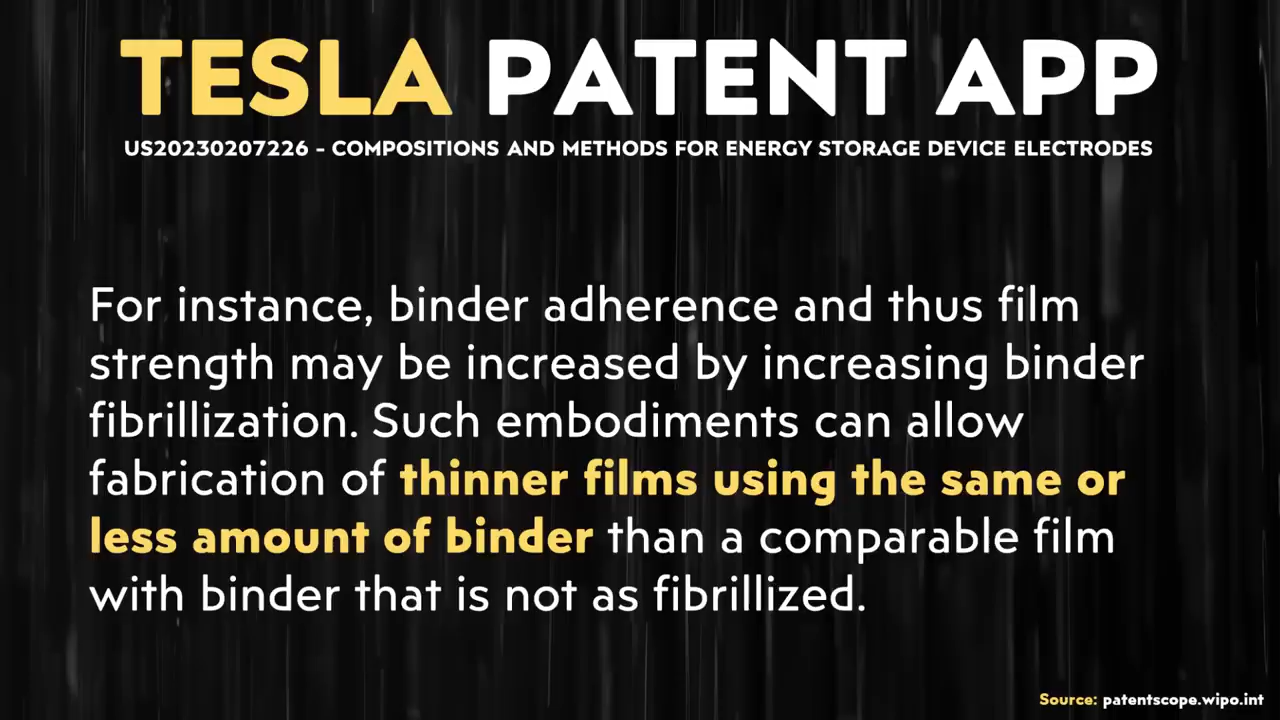 TESLA PATENT APP
US20230207226 - COMPOSITIONS AND METHODS FOR ENERGY STORAGE DEVICE ELECTRODES
For instance, binder adherence and thus film
strength may be increased by increasing binder
fibrillization. Such embodiments can allow
fabrication of thinner films using the same or
less amount of binder than a comparable film
with binder that is not as fibrillized.
Source: patentscope.wipo.int